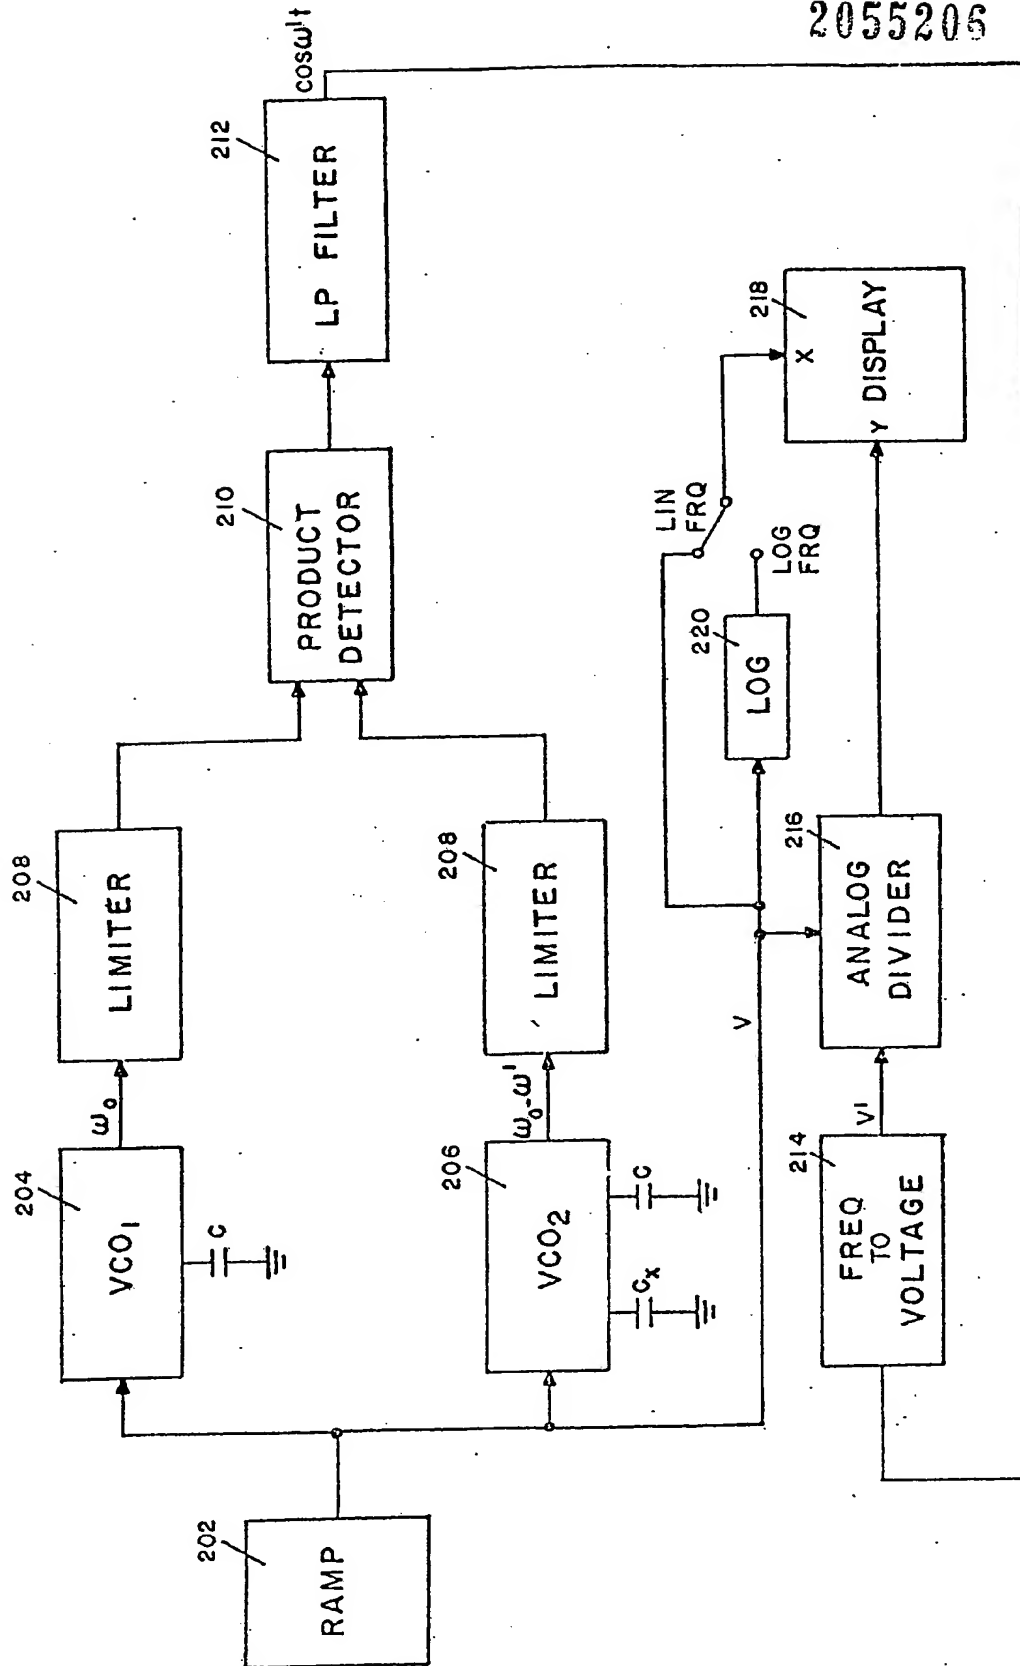 2055206
202
RAMP
204
VCO1
C
ω0
208
LIMITER
206
VCO2
Cx
C
ω0-ω'
208
LIMITER
210
PRODUCT
DETECTOR
212
LP FILTER
cosω't
V
220
LOG
LIN
FRQ
LOG
FRQ
214
FREQ
TO
VOLTAGE
V'
216
ANALOG
DIVIDER
218
X
Y DISPLAY